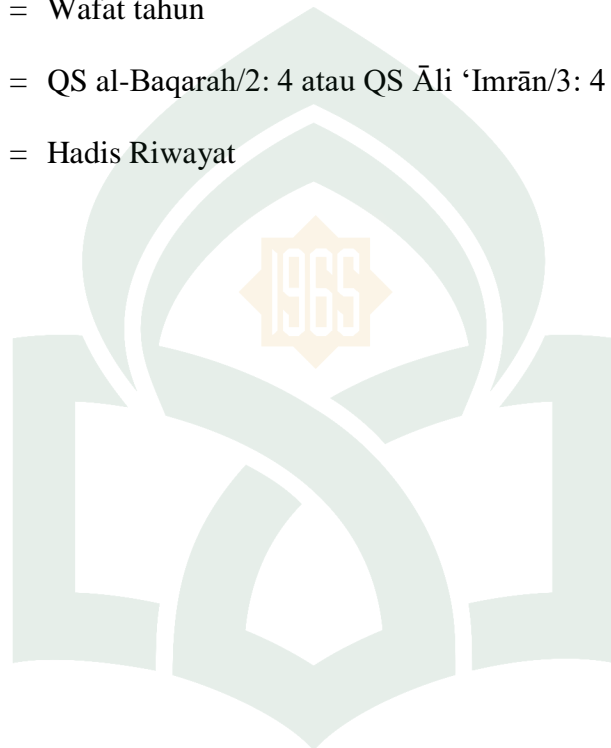 = Wafat tahun
= QS al-Baqarah/2: 4 atau QS Āli ‘Imrān/3: 4
= Hadis Riwayat
1965